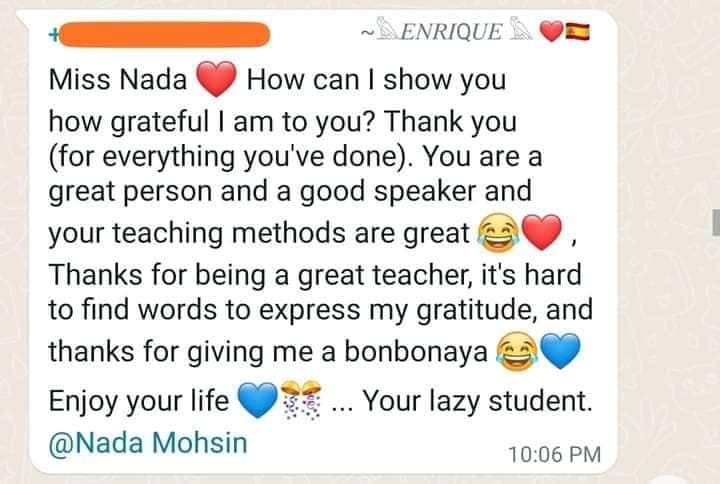 +
~𓅓ENRIQUE 𓅓 ❤️🇪🇸
Miss Nada ❤️ How can I show you
how grateful I am to you? Thank you
(for everything you've done). You are a
great person and a good speaker and
your teaching methods are great 😂❤️ ,
Thanks for being a great teacher, it's hard
to find words to express my gratitude, and
thanks for giving me a bonbonaya 😂💙
Enjoy your life 💙🎊 ... Your lazy student.
@Nada Mohsin
10:06 PM